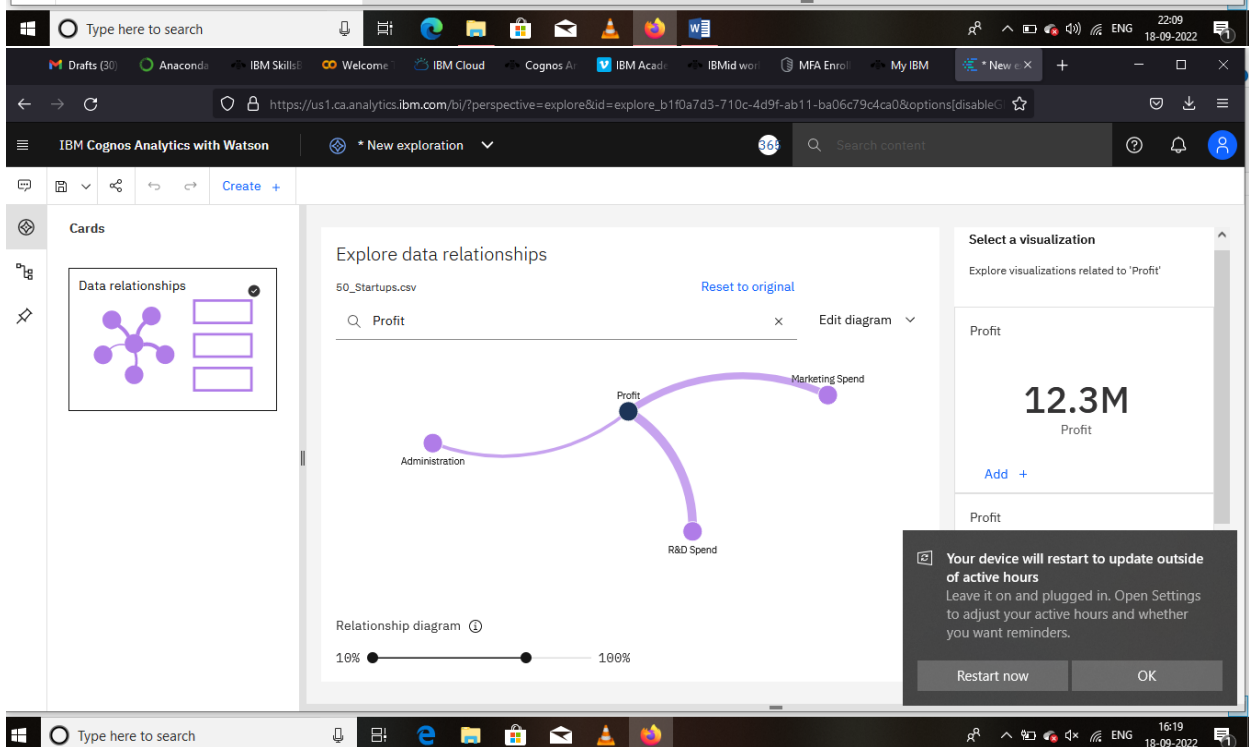 Type here to search
ENG
22:09
18-09-2022
1
Drafts (30)
Anaconda
IBM SkillsB
Welcome T
IBM Cloud
Cognos An
IBM Acade
IBMid worl
MFA Enroll
My IBM
* New e
https://us1.ca.analytics.ibm.com/bi/?perspective=explore&id=explore_b1f0a7d3-710c-4d9f-ab11-ba06c79c4ca0&options[disableG
IBM Cognos Analytics with Watson
* New exploration
365
Search content
Create +
Cards
Data relationships
Explore data relationships
50_Startups.csv
Reset to original
Profit
Edit diagram
Profit
Marketing Spend
Administration
R&D Spend
Relationship diagram
10%
100%
Select a visualization
Explore visualizations related to 'Profit'
Profit
12.3M
Profit
Add +
Profit
Your device will restart to update outside
of active hours
Leave it on and plugged in. Open Settings
to adjust your active hours and whether
you want reminders.
Restart now
OK
Type here to search
ENG
16:19
18-09-2022
1